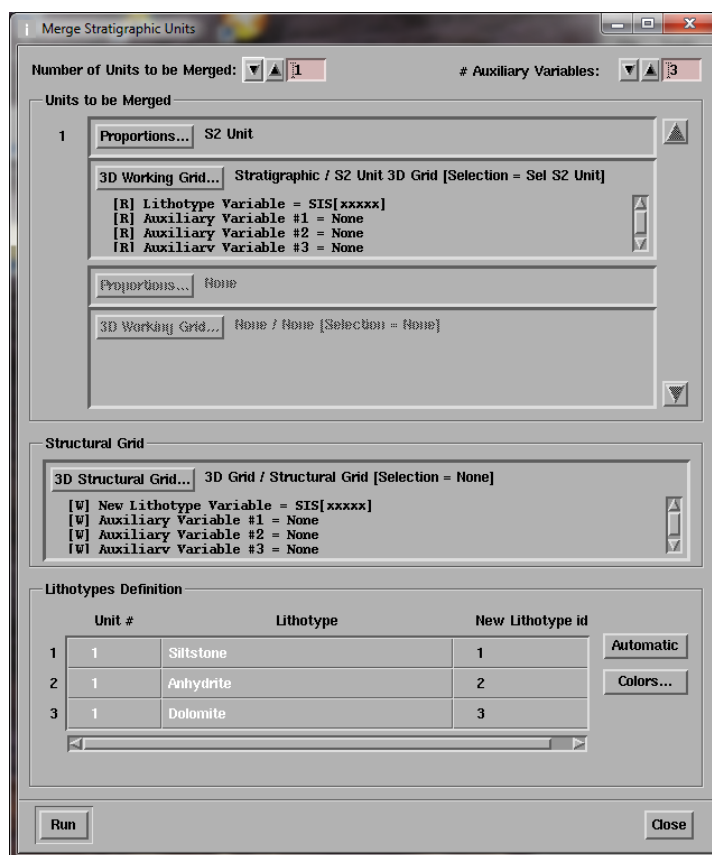 Merge Stratigraphic Units
Number of Units to be Merged: 1 # Auxiliary Variables: 3
Units to be Merged
1 Proportions... S2 Unit
3D Working Grid... Stratigraphic / S2 Unit 3D Grid [Selection = Sel S2 Unit]
[R] Lithotype Variable = SIS[xxxxx]
[R] Auxiliary Variable #1 = None
[R] Auxiliary Variable #2 = None
[R] Auxiliary Variable #3 = None
Proportions... None
3D Working Grid... None / None [Selection = None]
Structural Grid
3D Structural Grid... 3D Grid / Structural Grid [Selection = None]
[W] New Lithotype Variable = SIS[xxxxx]
[W] Auxiliary Variable #1 = None
[W] Auxiliary Variable #2 = None
[W] Auxiliary Variable #3 = None
Lithotypes Definition
Unit # Lithotype New Lithotype id
1 1 Siltstone 1 Automatic
2 1 Anhydrite 2 Colors...
3 1 Dolomite 3
Run Close